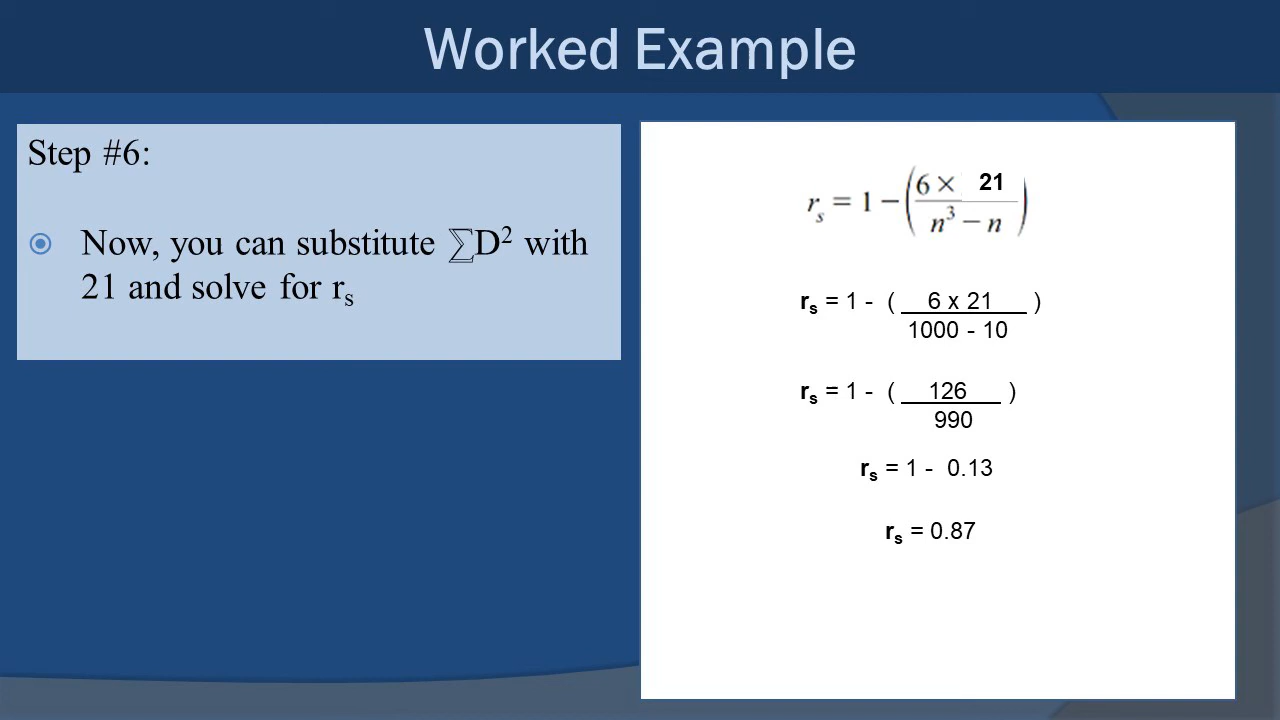 Worked Example
Step #6:
Now, you can substitute ∑D² with
21 and solve for rₛ
6 × 21
rₛ = 1 − ( )
n³ − n
rₛ = 1 - ( 6 x 21 )
1000 - 10
rₛ = 1 - ( 126 )
990
rₛ = 1 - 0.13
rₛ = 0.87